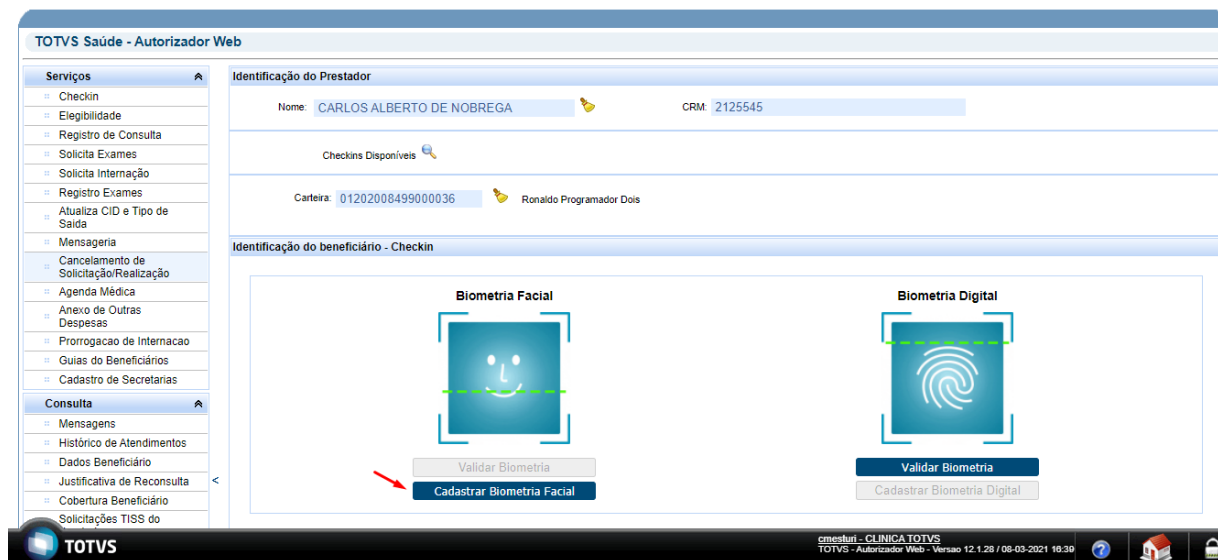 TOTVS Saúde - Autorizador Web
Serviços
Checkin
Elegibilidade
Registro de Consulta
Solicita Exames
Solicita Internação
Registro Exames
Atualiza CID e Tipo de
Saida
Mensageria
Cancelamento de
Solicitação/Realização
Agenda Médica
Anexo de Outras
Despesas
Prorrogacao de Internacao
Guias do Beneficiários
Cadastro de Secretarias
Consulta
Mensagens
Histórico de Atendimentos
Dados Beneficiário
Justificativa de Reconsulta
Cobertura Beneficiário
Solicitações TISS do
<
Identificação do Prestador
Nome: CARLOS ALBERTO DE NOBREGA CRM: 2125545
Checkins Disponíveis
Carteira: 01202008499000036 Ronaldo Programador Dois
Identificação do beneficiário - Checkin
Biometria Facial
Validar Biometria
Cadastrar Biometria Facial
Biometria Digital
Validar Biometria
Cadastrar Biometria Digital
TOTVS
cmesturi - CLINICA TOTVS
TOTVS - Autorizador Web - Versao 12.1.28 / 08-03-2021 16:39
?